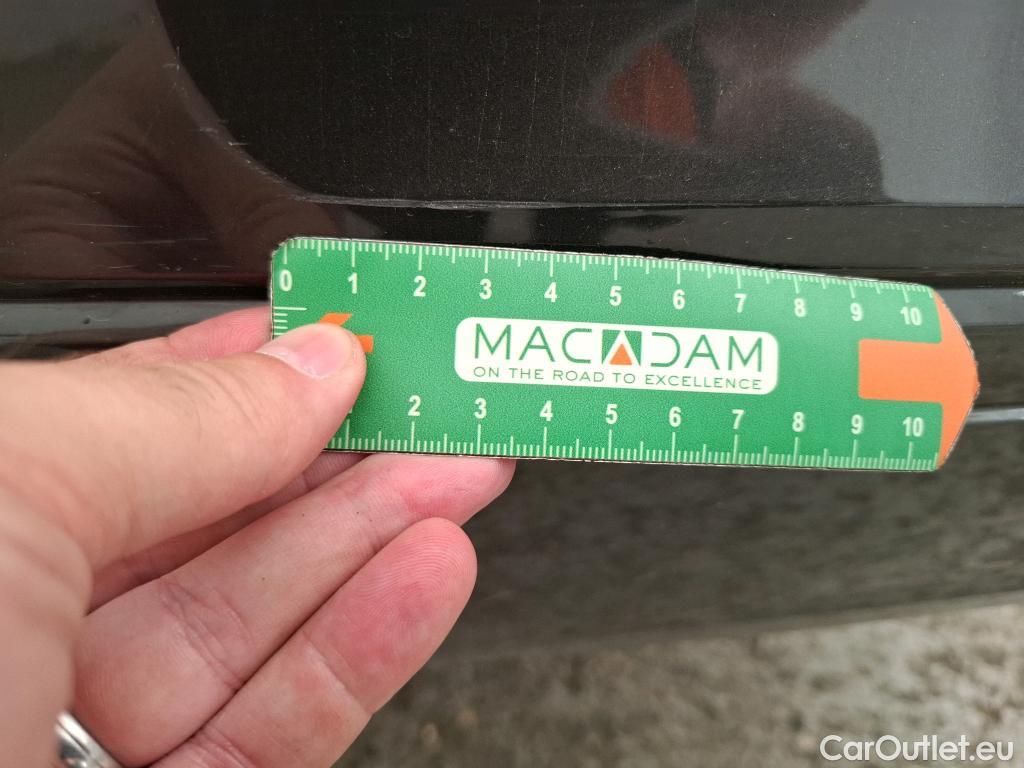 0 1 2 3 4 5 6 7 8 9 10
MACADAM
ON THE ROAD TO EXCELLENCE
2 3 4 5 6 7 8 9 10
CarOutlet.eu